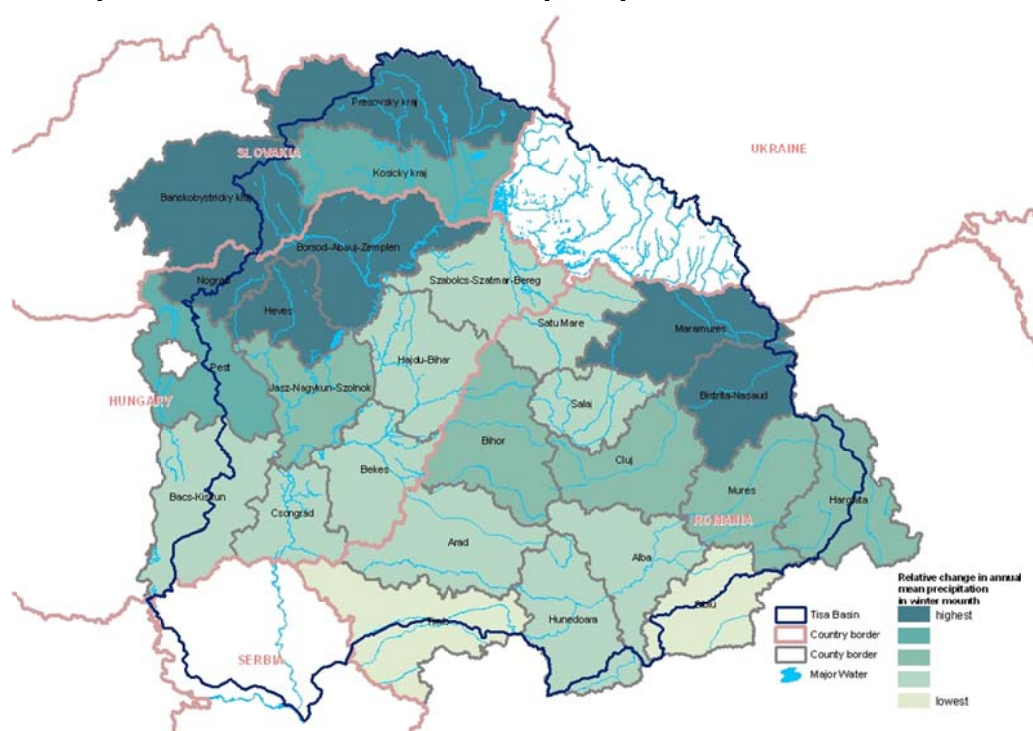 Presovsky kraj
UKRAINE
SLOVAKIA
Kosicky kraj
Banskobystricky kraj
Borsod-Abauj-Zemplen
Nograd
Szabolcs-Szatmar-Bereg
Heves
Satu Mare
Maramures
Hajdu-Bihar
Pest
Jasz-Nagykun-Szolnok
Bistrita-Nasaud
HUNGARY
Salaj
Bihor
Cluj
Bekes
Mures
Bacs-Kiskun
Harghita
Csongrád
ROMANIA
Arad
Alba
Relative change in annual
mean precipitation
in winter mounth
highest
lowest
Sibiu
Timis
Hunedoara
Tisa Basin
Country border
County border
Major Water
SERBIA